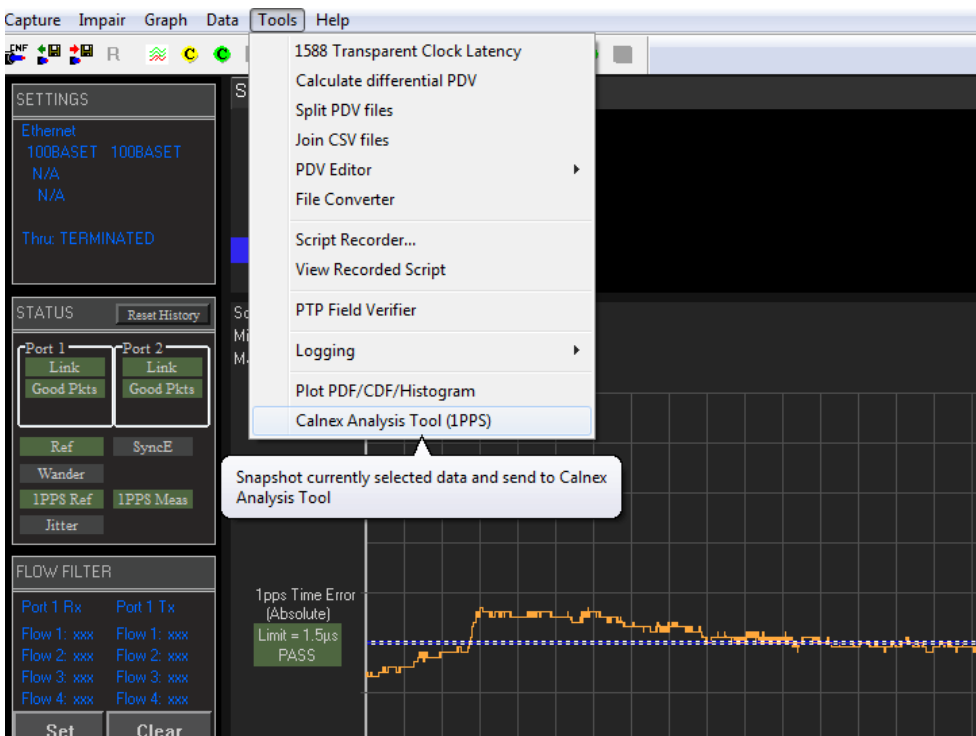 Capture Impair Graph Data Tools Help
CNF
R
C C
1588 Transparent Clock Latency
Calculate differential PDV
Split PDV files
Join CSV files
PDV Editor
File Converter
Script Recorder...
View Recorded Script
PTP Field Verifier
Logging
Plot PDF/CDF/Histogram
Calnex Analysis Tool (1PPS)
Snapshot currently selected data and send to Calnex
Analysis Tool
SETTINGS
Ethernet
100BASET 100BASET
N/A
N/A
Thru: TERMINATED
STATUS Reset History
Port 1 Port 2
Link Link
Good Pkts Good Pkts
Ref SyncE
Wander
1PPS Ref 1PPS Meas
Jitter
FLOW FILTER
Port 1 Rx Port 1 Tx
Flow 1: xxx Flow 1: xxx
Flow 2: xxx Flow 2: xxx
Flow 3: xxx Flow 3: xxx
Flow 4: xxx Flow 4: xxx
Set Clear
1pps Time Error
(Absolute)
Limit = 1.5µs
PASS